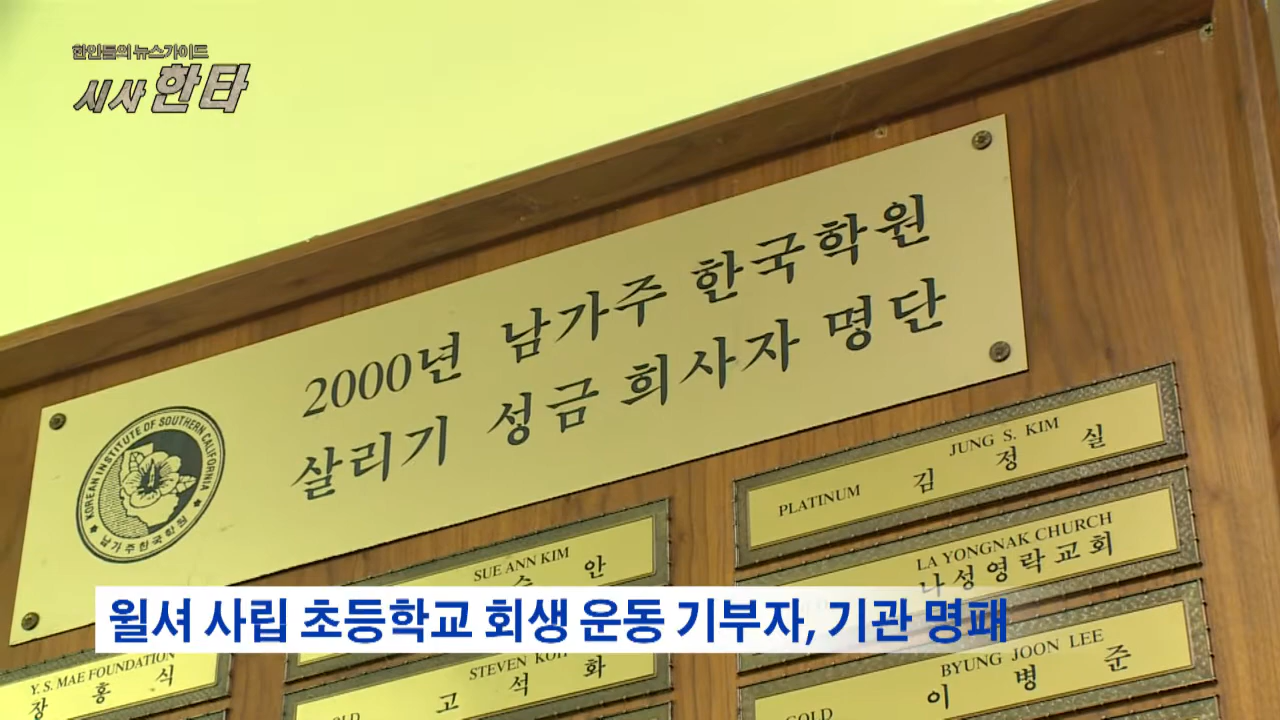 한인들의 뉴스가이드
시사 한타
2000년 남가주 한국학원
살리기 성금 희사자 명단
KOREAN INSTITUTE OF SOUTHERN CALIFORNIA
남가주한국학원
JUNG S. KIM
PLATINUM 김 정 실
LA YONGNAK CHURCH
나성영락교회
SUE ANN KIM
수 안
윌셔 사립 초등학교 회생 운동 기부자, 기관 명패
Y. S. MAE FOUNDATION
장 홍 식
STEVEN KOH
고 석 화
BYUNG JOON LEE
GOLD 이 병 준